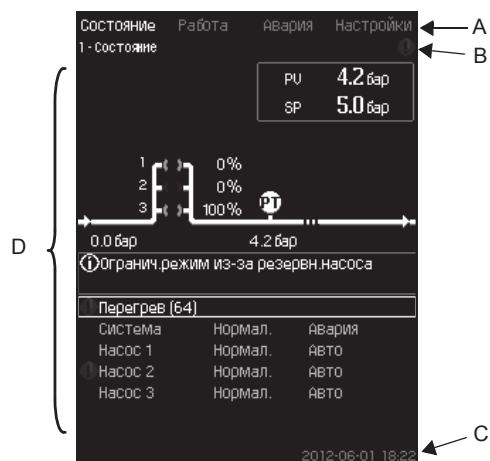 Состояние Работа Авария Настройки A
1 - Состояние B
PV 4.2 бар
SP 5.0 бар
1 0%
2 0%
3 100% PT
D
0.0 бар 4.2 бар
Огранич.режим из-за резервн.насоса
Перегрев (64)
Система Нормал. Авария
Насос 1 Нормал. Авто
Насос 2 Нормал. Авто
Насос 3 Нормал. Авто
C
2012-06-01 18:22